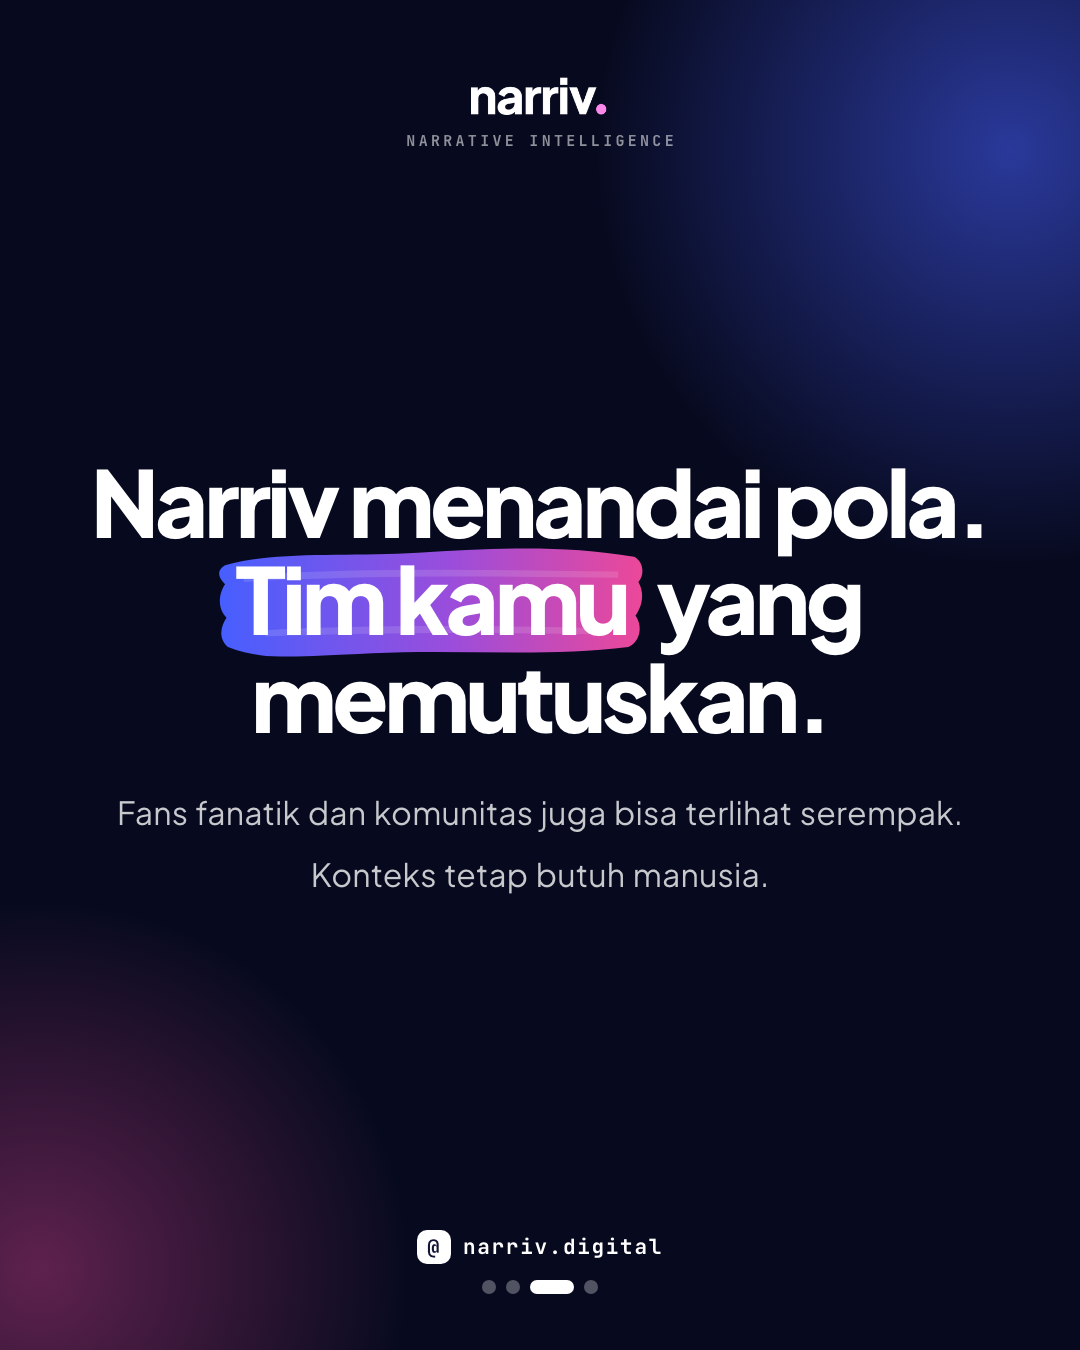 narriv.
NARRATIVE INTELLIGENCE
Narriv menandai pola.
Tim kamu yang
memutuskan.
Fans fanatik dan komunitas juga bisa terlihat serempak.
Konteks tetap butuh manusia.
@ narriv.digital